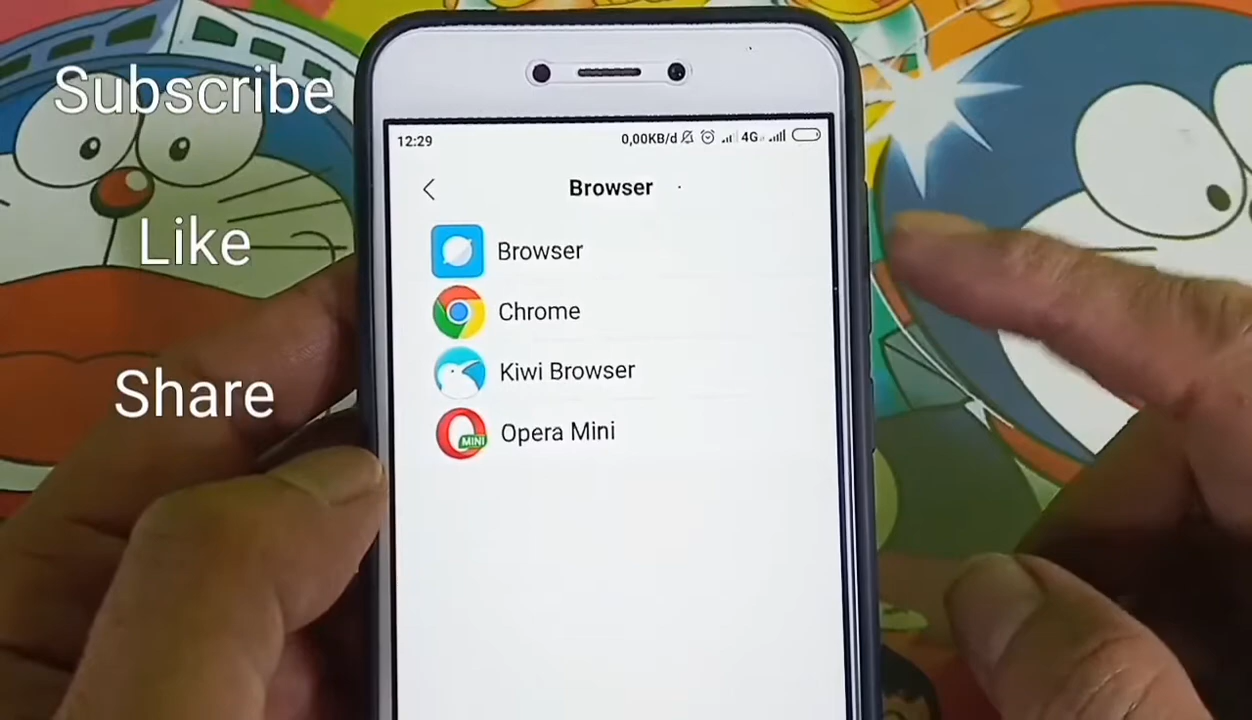 Subscribe
Like
Share
12:29
0,00KB/d
4G
Browser
Browser
Chrome
Kiwi Browser
MINI
Opera Mini